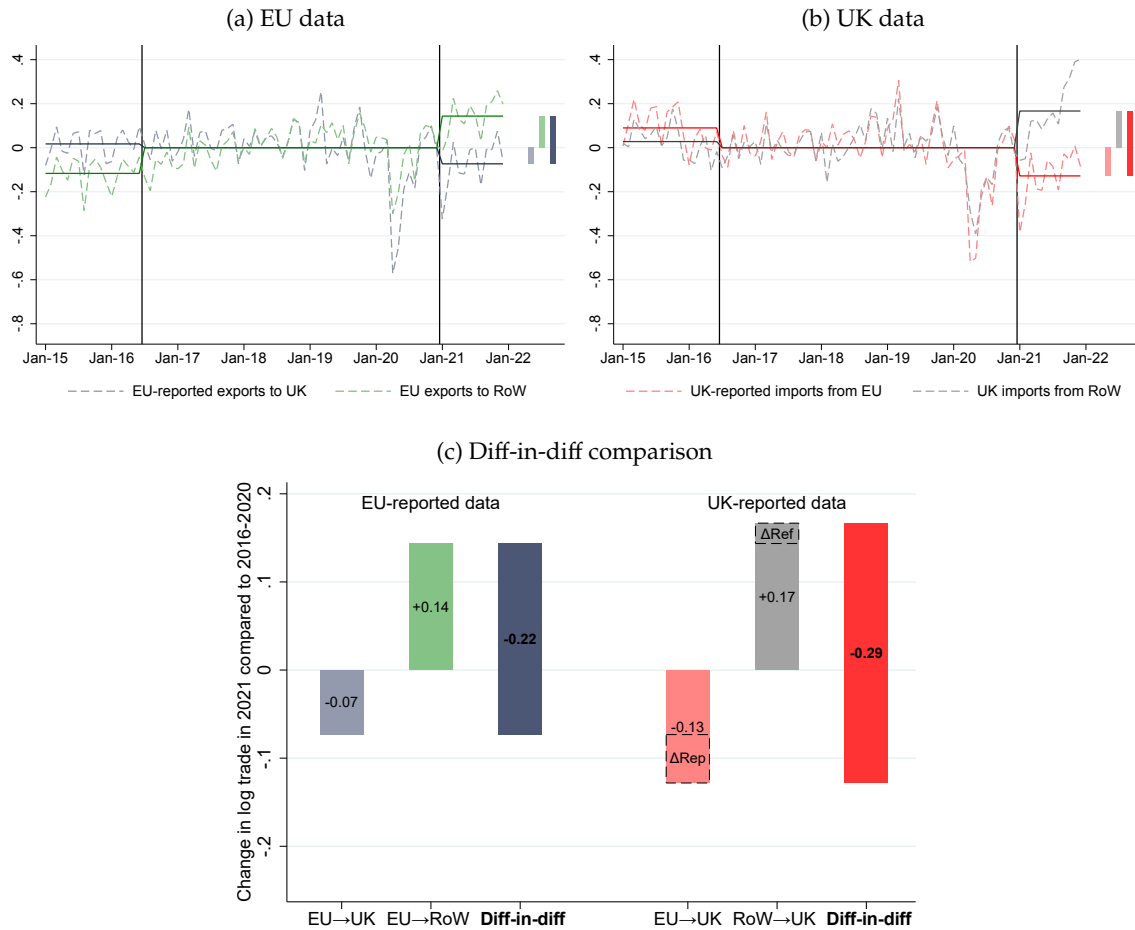 (a) EU data
.4
.2
0
.2
-.4
-.6
-.8
Jan-15 Jan-16 Jan-17 Jan-18 Jan-19 Jan-20 Jan-21 Jan-22
EU-reported exports to UK EU exports to RoW
(b) UK data
.4
.2
0
.2
-.4
-.6
-.8
Jan-15 Jan-16 Jan-17 Jan-18 Jan-19 Jan-20 Jan-21 Jan-22
UK-reported imports from EU UK imports from RoW
(c) Diff-in-diff comparison
Change in log trade in 2021 compared to 2016-2020
.2
.1
0
-.1
-.2
EU-reported data UK-reported data
ΔRef
+0.14 +0.17
-0.22 -0.29
-0.07 -0.13
ΔRep
EU→UK EU→RoW Diff-in-diff EU→UK RoW→UK Diff-in-diff